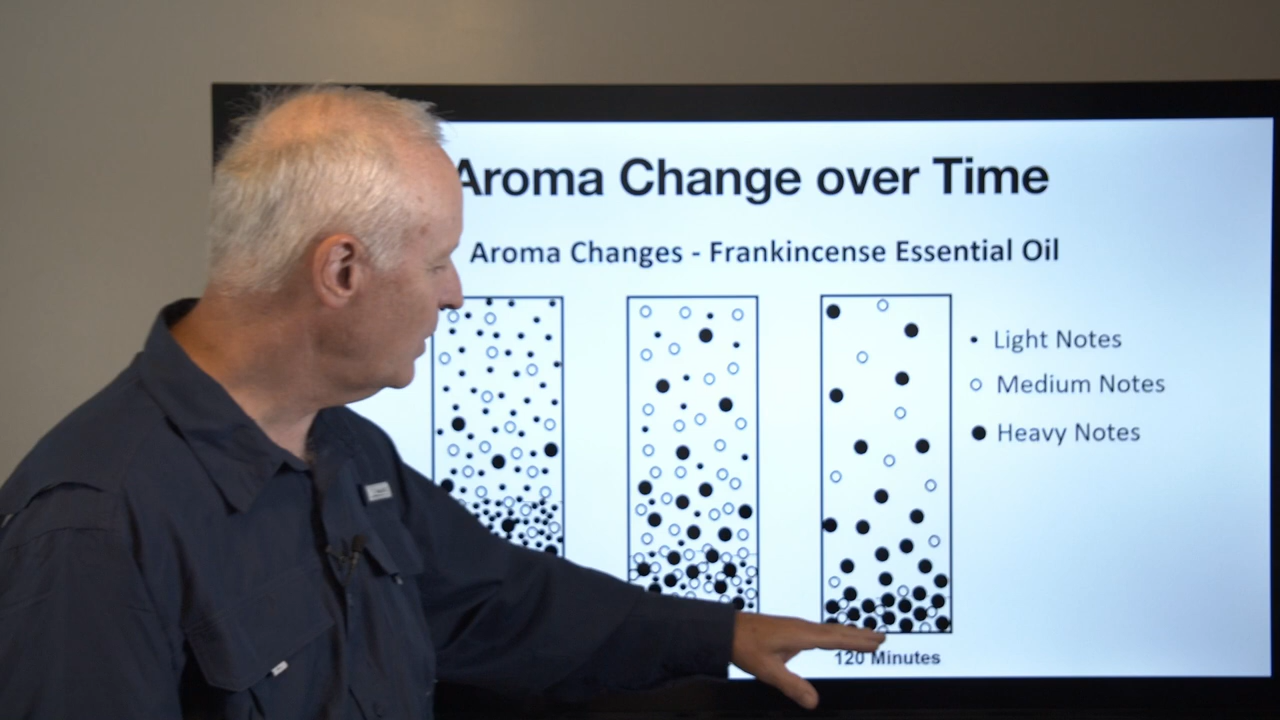 Aroma Change over Time
Aroma Changes - Frankincense Essential Oil
Light Notes
Medium Notes
Heavy Notes
120 Minutes